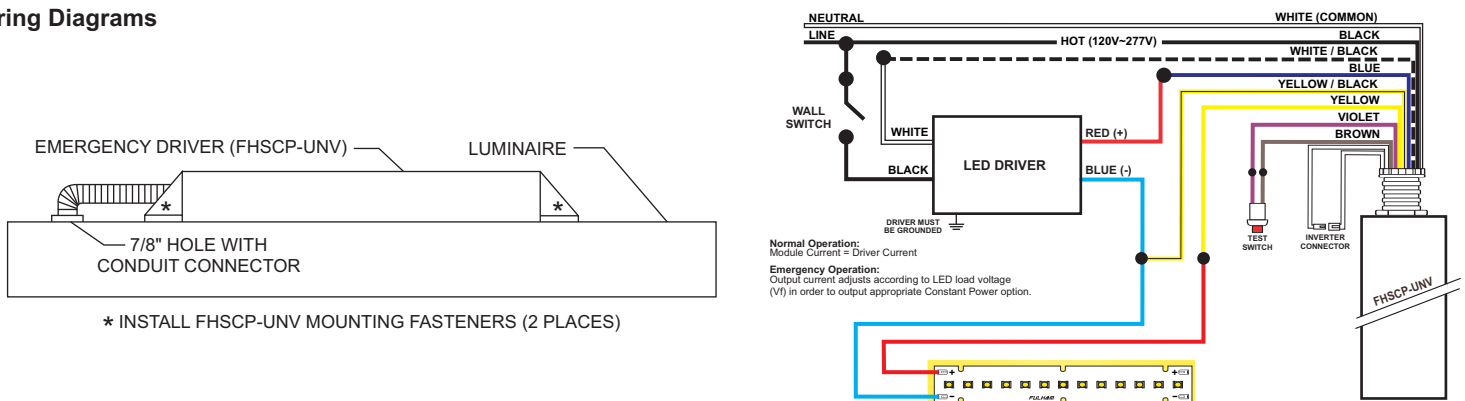 ring Diagrams
EMERGENCY DRIVER (FHSCP-UNV)
LUMINAIRE
*
*
7/8" HOLE WITH
CONDUIT CONNECTOR
* INSTALL FHSCP-UNV MOUNTING FASTENERS (2 PLACES)
NEUTRAL
WHITE (COMMON)
LINE
BLACK
HOT (120V~277V)
WHITE / BLACK
BLUE
YELLOW / BLACK
YELLOW
VIOLET
BROWN
WALL
SWITCH
WHITE
BLACK
LED DRIVER
RED (+)
BLUE (-)
DRIVER MUST
BE GROUNDED
TEST
SWITCH
INVERTER
CONNECTOR
Normal Operation:
Module Current = Driver Current
Emergency Operation:
Output current adjusts according to LED load voltage
(Vf) in order to output appropriate Constant Power option.
FHSCP-UNV
+
+
-
-
FULHAM